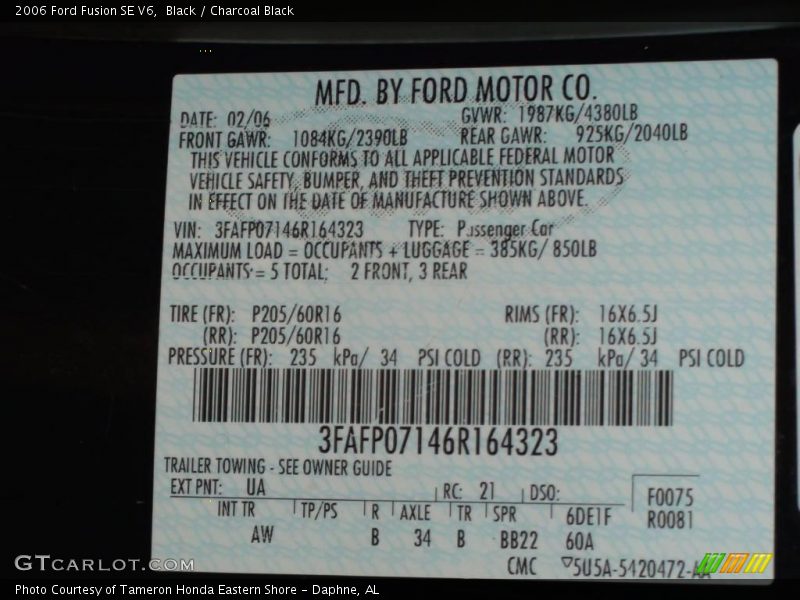 2006 Ford Fusion SE V6,  Black / Charcoal Black
MFD. BY FORD MOTOR CO.
DATE: 02/06 GVWR: 1987KG/4380LB
FRONT GAWR: 1084KG/2390LB REAR GAWR: 925KG/2040LB
THIS VEHICLE CONFORMS TO ALL APPLICABLE FEDERAL MOTOR
VEHICLE SAFETY, BUMPER, AND THEFT PREVENTION STANDARDS
IN EFFECT ON THE DATE OF MANUFACTURE SHOWN ABOVE.
VIN: 3FAFP07146R164323 TYPE: Passenger Car
MAXIMUM LOAD = OCCUPANTS + LUGGAGE = 385KG/ 850LB
OCCUPANTS = 5 TOTAL: 2 FRONT, 3 REAR
TIRE (FR): P205/60R16 RIMS (FR): 16X6.5J
(RR): P205/60R16 (RR): 16X6.5J
PRESSURE (FR): 235 kPa/ 34 PSI COLD (RR): 235 kPa/ 34 PSI COLD
3FAFP07146R164323
TRAILER TOWING - SEE OWNER GUIDE
EXT PNT: UA RC: 21 DSO: F0075
INT TR TP/PS R AXLE TR SPR 6DE1F R0081
AW B 34 B BB22 60A
CMC 5U5A-5420472-AA
GTCARLOT.COM
Photo Courtesy of Tameron Honda Eastern Shore - Daphne, AL